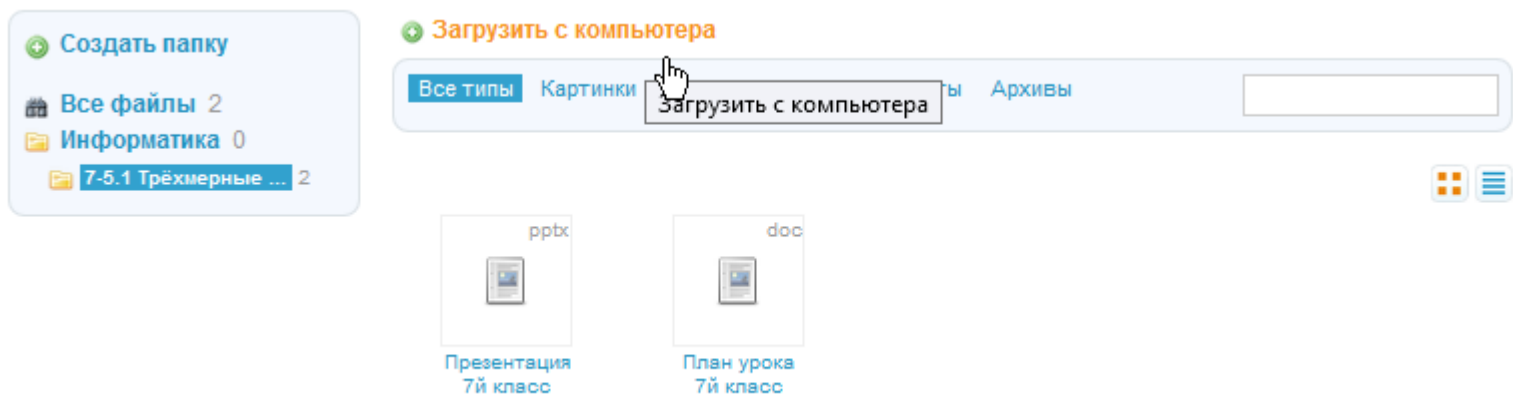 Создать папку
Все файлы 2
Информатика 0
7-5.1 Трёхмерные ... 2
Загрузить с компьютера
Все типы Картинки Архивы
Загрузить с компьютера
pptx
Презентация
7й класс
doc
План урока
7й класс